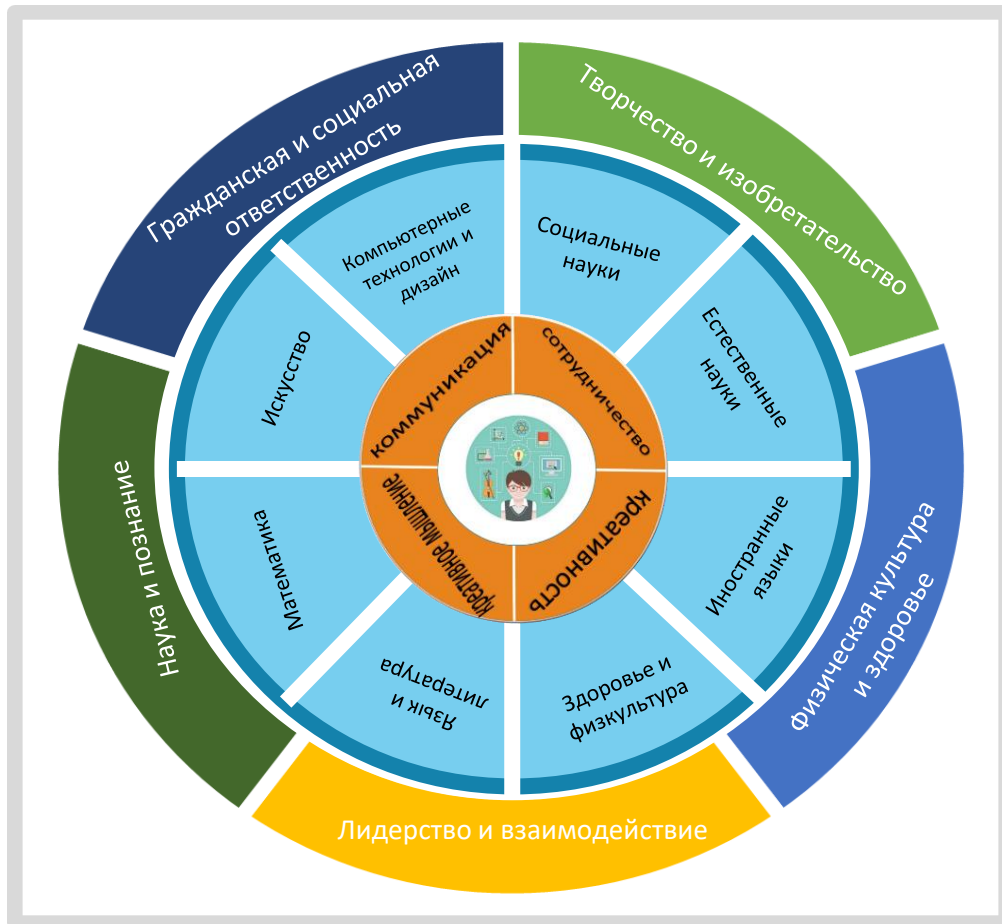 Гражданская и социальная
ответственность
Творчество и изобретательство
Физическая культура
и здоровье
Лидерство и взаимодействие
Наука и познание
Компьютерные
технологии и
дизайн
Социальные
науки
Естественные
науки
Иностранные
языки
Здоровье и
физкультура
Язык и
литература
Математика
Искусство
коммуникация
сотрудничество
креативность
креативное мышление